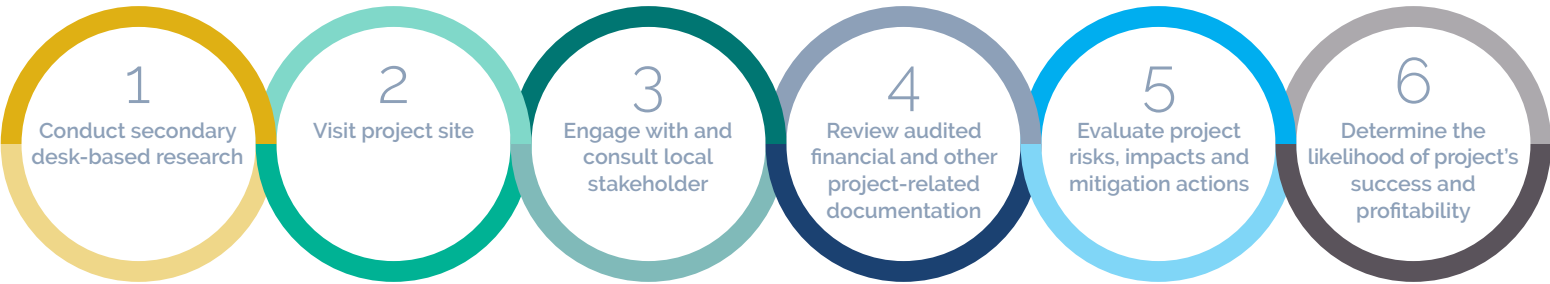 1
Conduct secondary
desk-based research
2
Visit project site
3
Engage with and
consult local
stakeholder
4
Review audited
financial and other
project-related
documentation
5
Evaluate project
risks, impacts and
mitigation actions
6
Determine the
likelihood of project's
success and
profitability